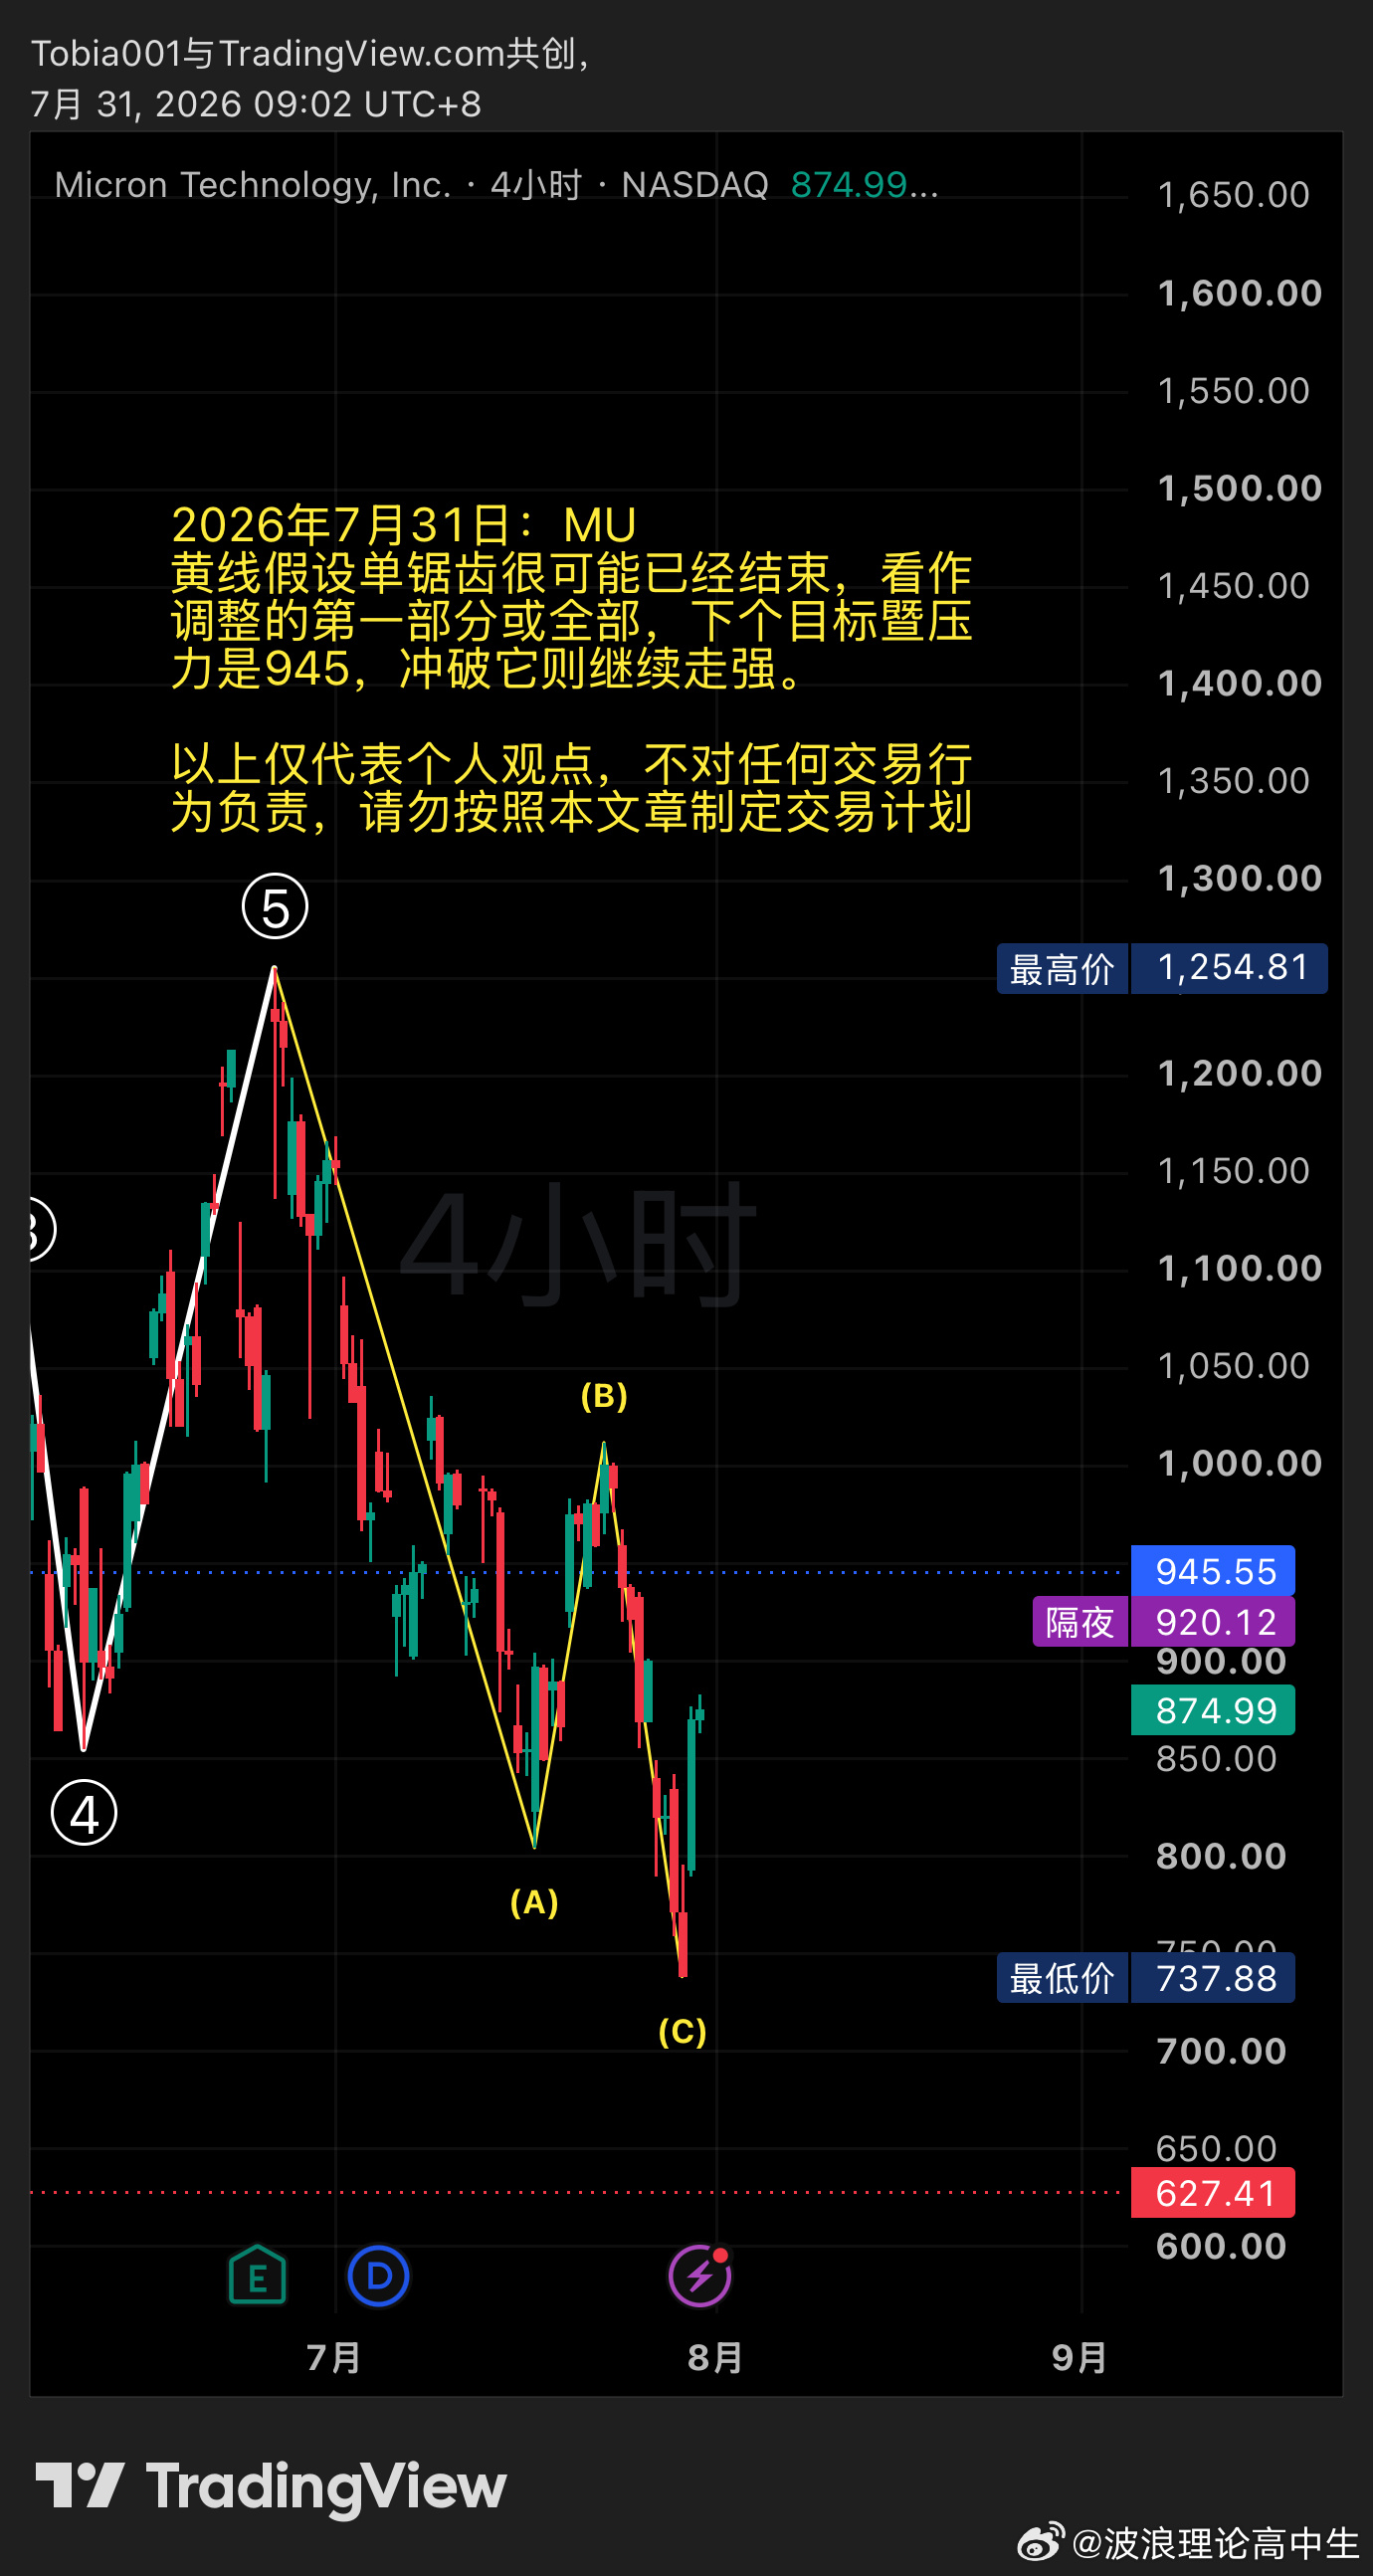 Tobia001与TradingView.com共创,
7月 31, 2026 09:02 UTC+8
Micron Technology, Inc. · 4小时 · NASDAQ 874.99...
1,650.00
1,600.00
1,550.00
1,500.00
2026年7月31日：MU
黄线假设单锯齿很可能已经结束，看作
调整的第一部分或全部，下个目标暨压
力是945，冲破它则继续走强。
1,450.00
1,400.00
以上仅代表个人观点，不对任何交易行
为负责，请勿按照本文章制定交易计划
1,350.00
1,300.00
⑤
最高价 1,254.81
1,200.00
1,150.00
4小时
1,100.00
1,050.00
(B)
1,000.00
945.55
隔夜 920.12
900.00
874.99
850.00
④
800.00
(A)
750.00
最低价 737.88
(C)
700.00
650.00
627.41
600.00
E D
7月 8月 9月
TradingView
@波浪理论高中生